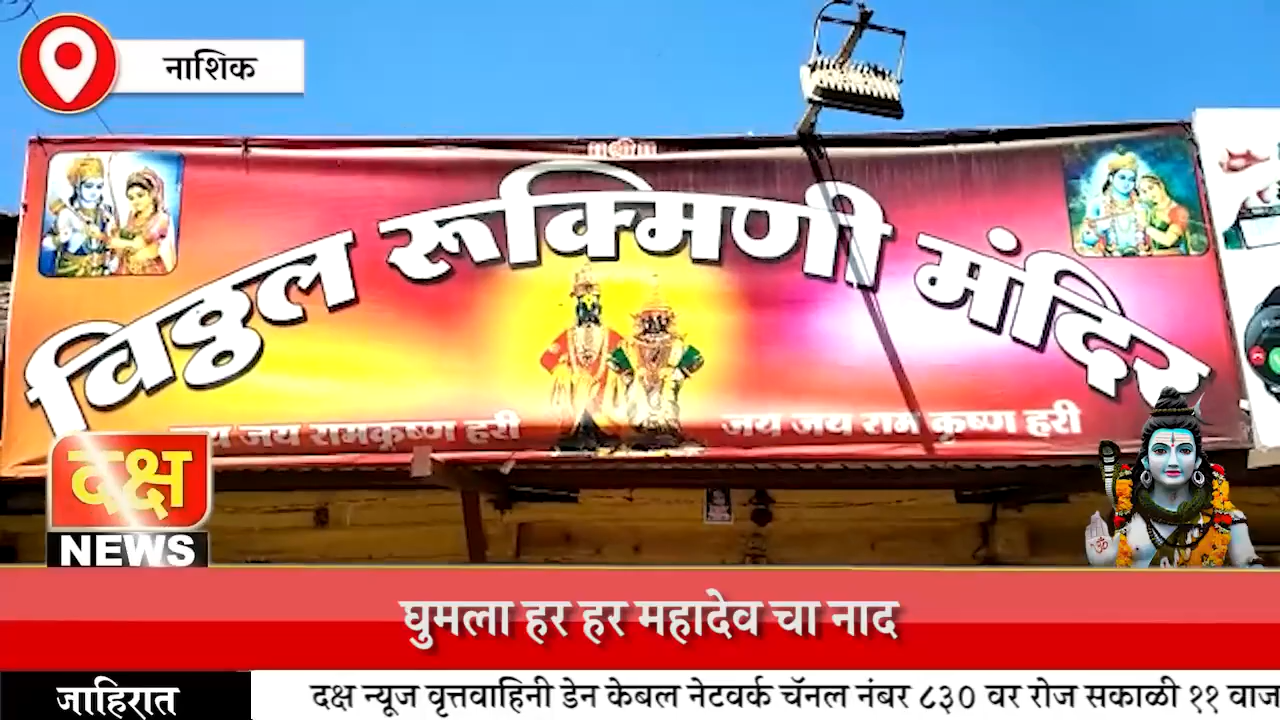 नाशिक
॥श्री॥
विठ्ठल रूक्मिणी मंदिर
जय जय रामकृष्ण हरी
जय जय राम कृष्ण हरी
दक्ष
NEWS
घुमला हर हर महादेव चा नाद
जाहिरात
दक्ष न्यूज वृत्तवाहिनी डेन केबल नेटवर्क चॅनल नंबर ८३० वर रोज सकाळी ११ वाज